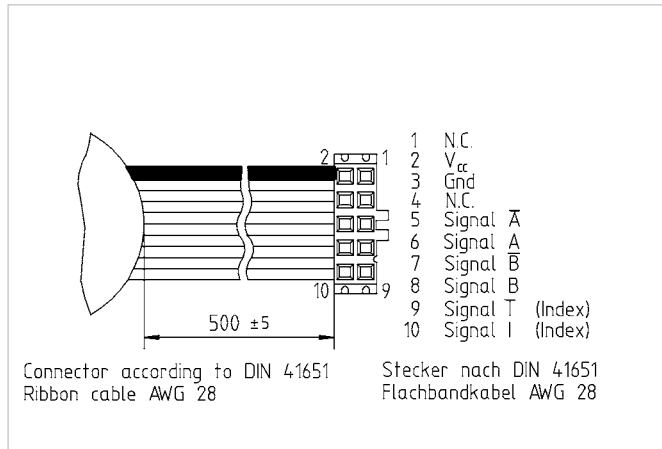 2 1
1 N.C.
2 Vcc
3 Gnd
4 N.C.
5 Signal A̅
6 Signal A
7 Signal B̅
8 Signal B
9 Signal I̅ (Index)
10 Signal I (Index)
10 9
500 ±5
Connector according to DIN 41651
Ribbon cable AWG 28
Stecker nach DIN 41651
Flachbandkabel AWG 28